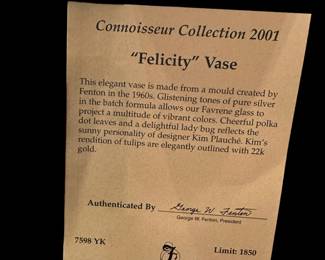 Connoisseur Collection 2001
"Felicity" Vase
This elegant vase is made from a mould created by
Fenton in the 1960s. Glistening tones of pure silver
in the batch formula allows our Favrene glass to
project a multitude of vibrant colors. Cheerful polka
dot leaves and a delightful lady bug reflects the
sunny personality of designer Kim Plauché. Kim's
rendition of tulips are elegantly outlined with 22k
gold.
Authenticated By George W. Fenton
George W. Fenton, President
7598 YK
Limit: 1850